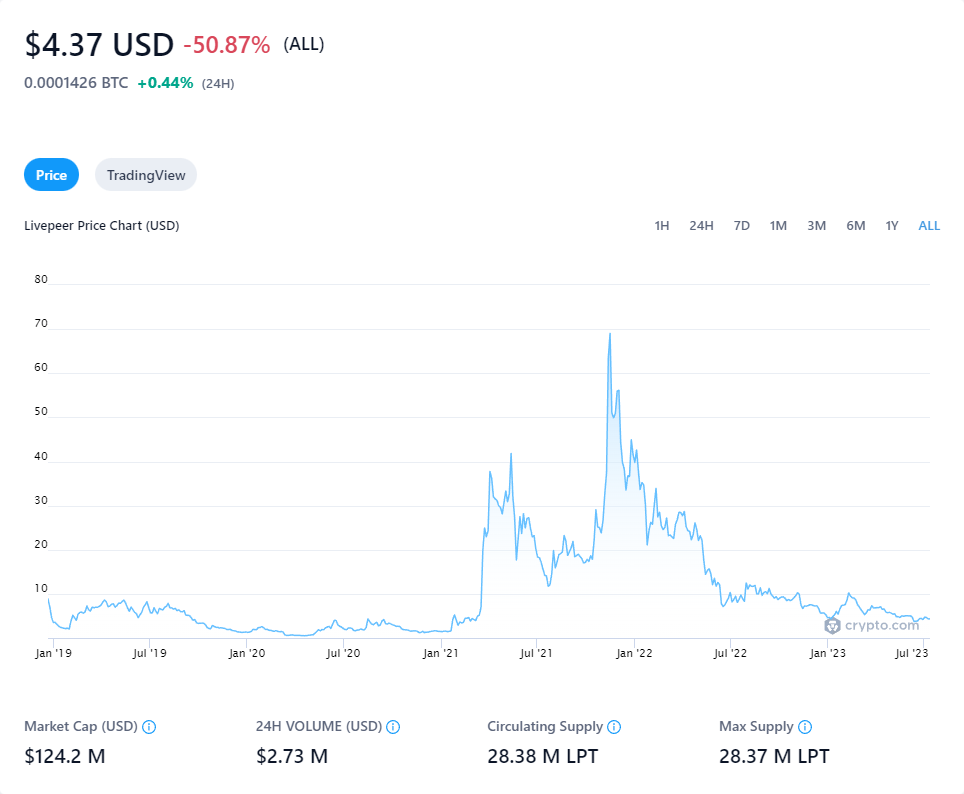 $4.37 USD -50.87% (ALL)
0.0001426 BTC +0.44% (24H)
Price TradingView
Livepeer Price Chart (USD) 1H 24H 7D 1M 3M 6M 1Y ALL
80
70
60
50
40
30
20
10
crypto.com
Jan '19 Jul '19 Jan '20 Jul '20 Jan '21 Jul '21 Jan '22 Jul '22 Jan '23 Jul '23
Market Cap (USD) 24H VOLUME (USD) Circulating Supply Max Supply
$124.2 M $2.73 M 28.38 M LPT 28.37 M LPT